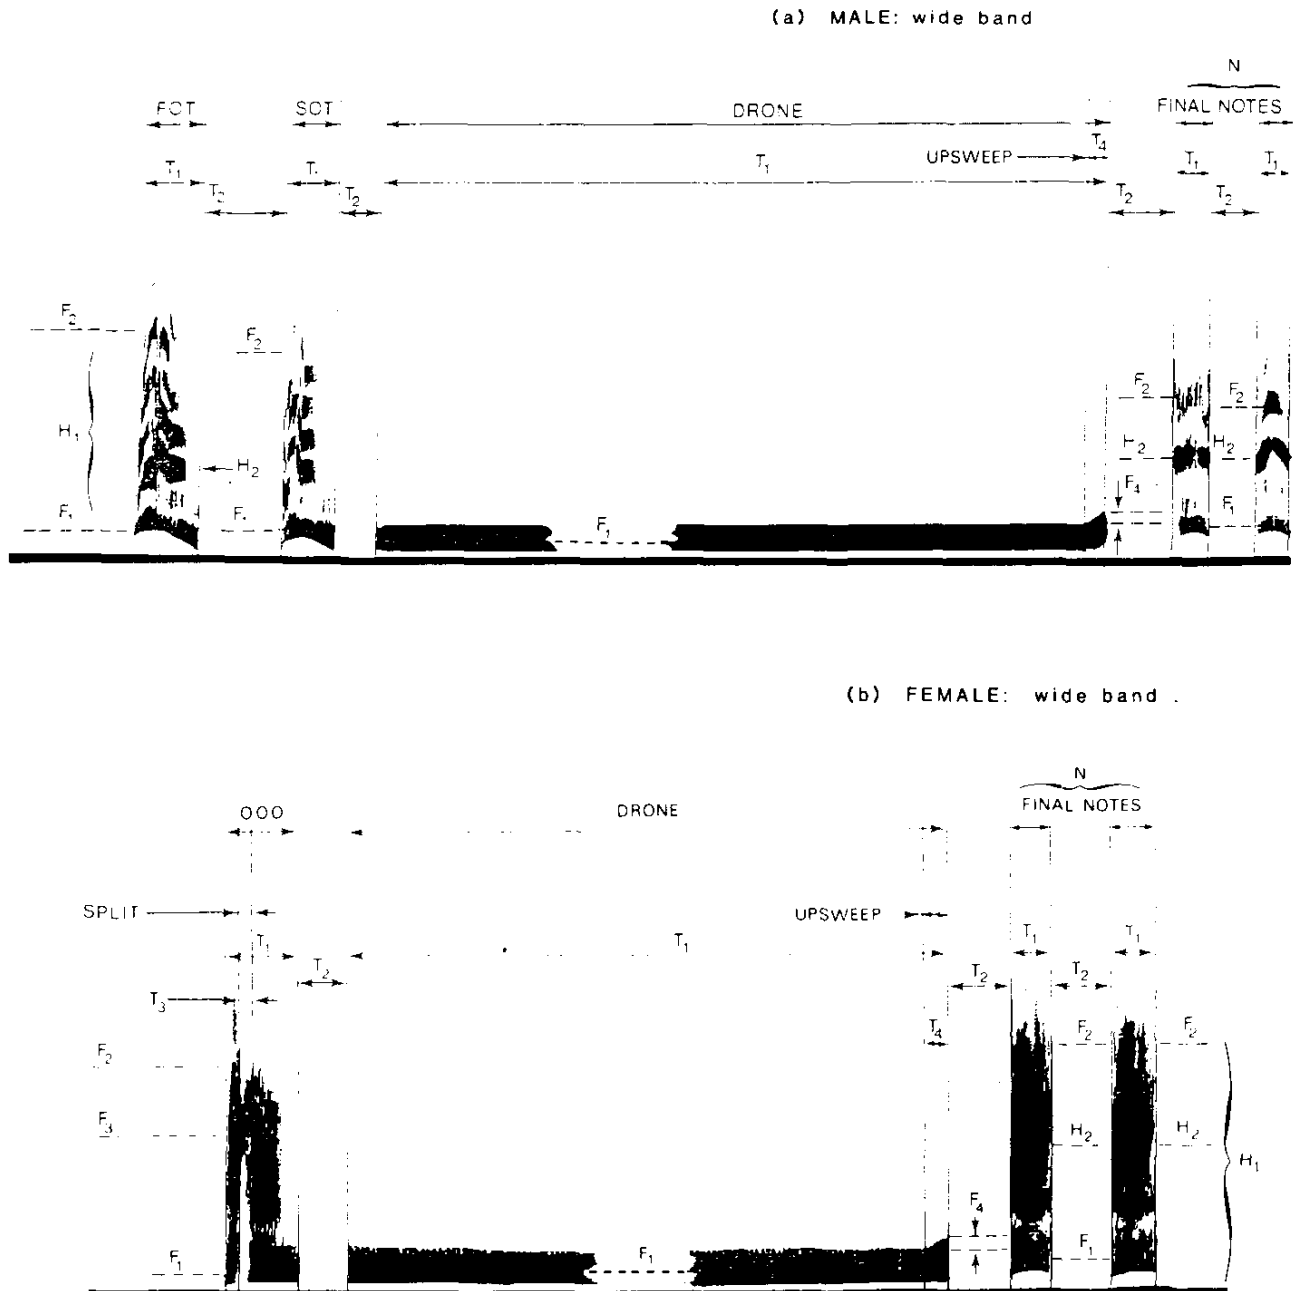 (a) MALE: wide band
N
FOT SOT DRONE FINAL NOTES
T4
UPSWEEP
T1 T1 T1 T1
T2 T2 T2 T2
F2
F2
F2 F2
H1
H2 H2 H2
F4
F1 F1 F1
(b) FEMALE: wide band
N
OOO DRONE FINAL NOTES
SPLIT UPSWEEP
T1 T1 T1 T1
T2 T2 T2
T3
T4
F2 F2 F2
F3
H2 H2
H1
F4
F1 F1 F1